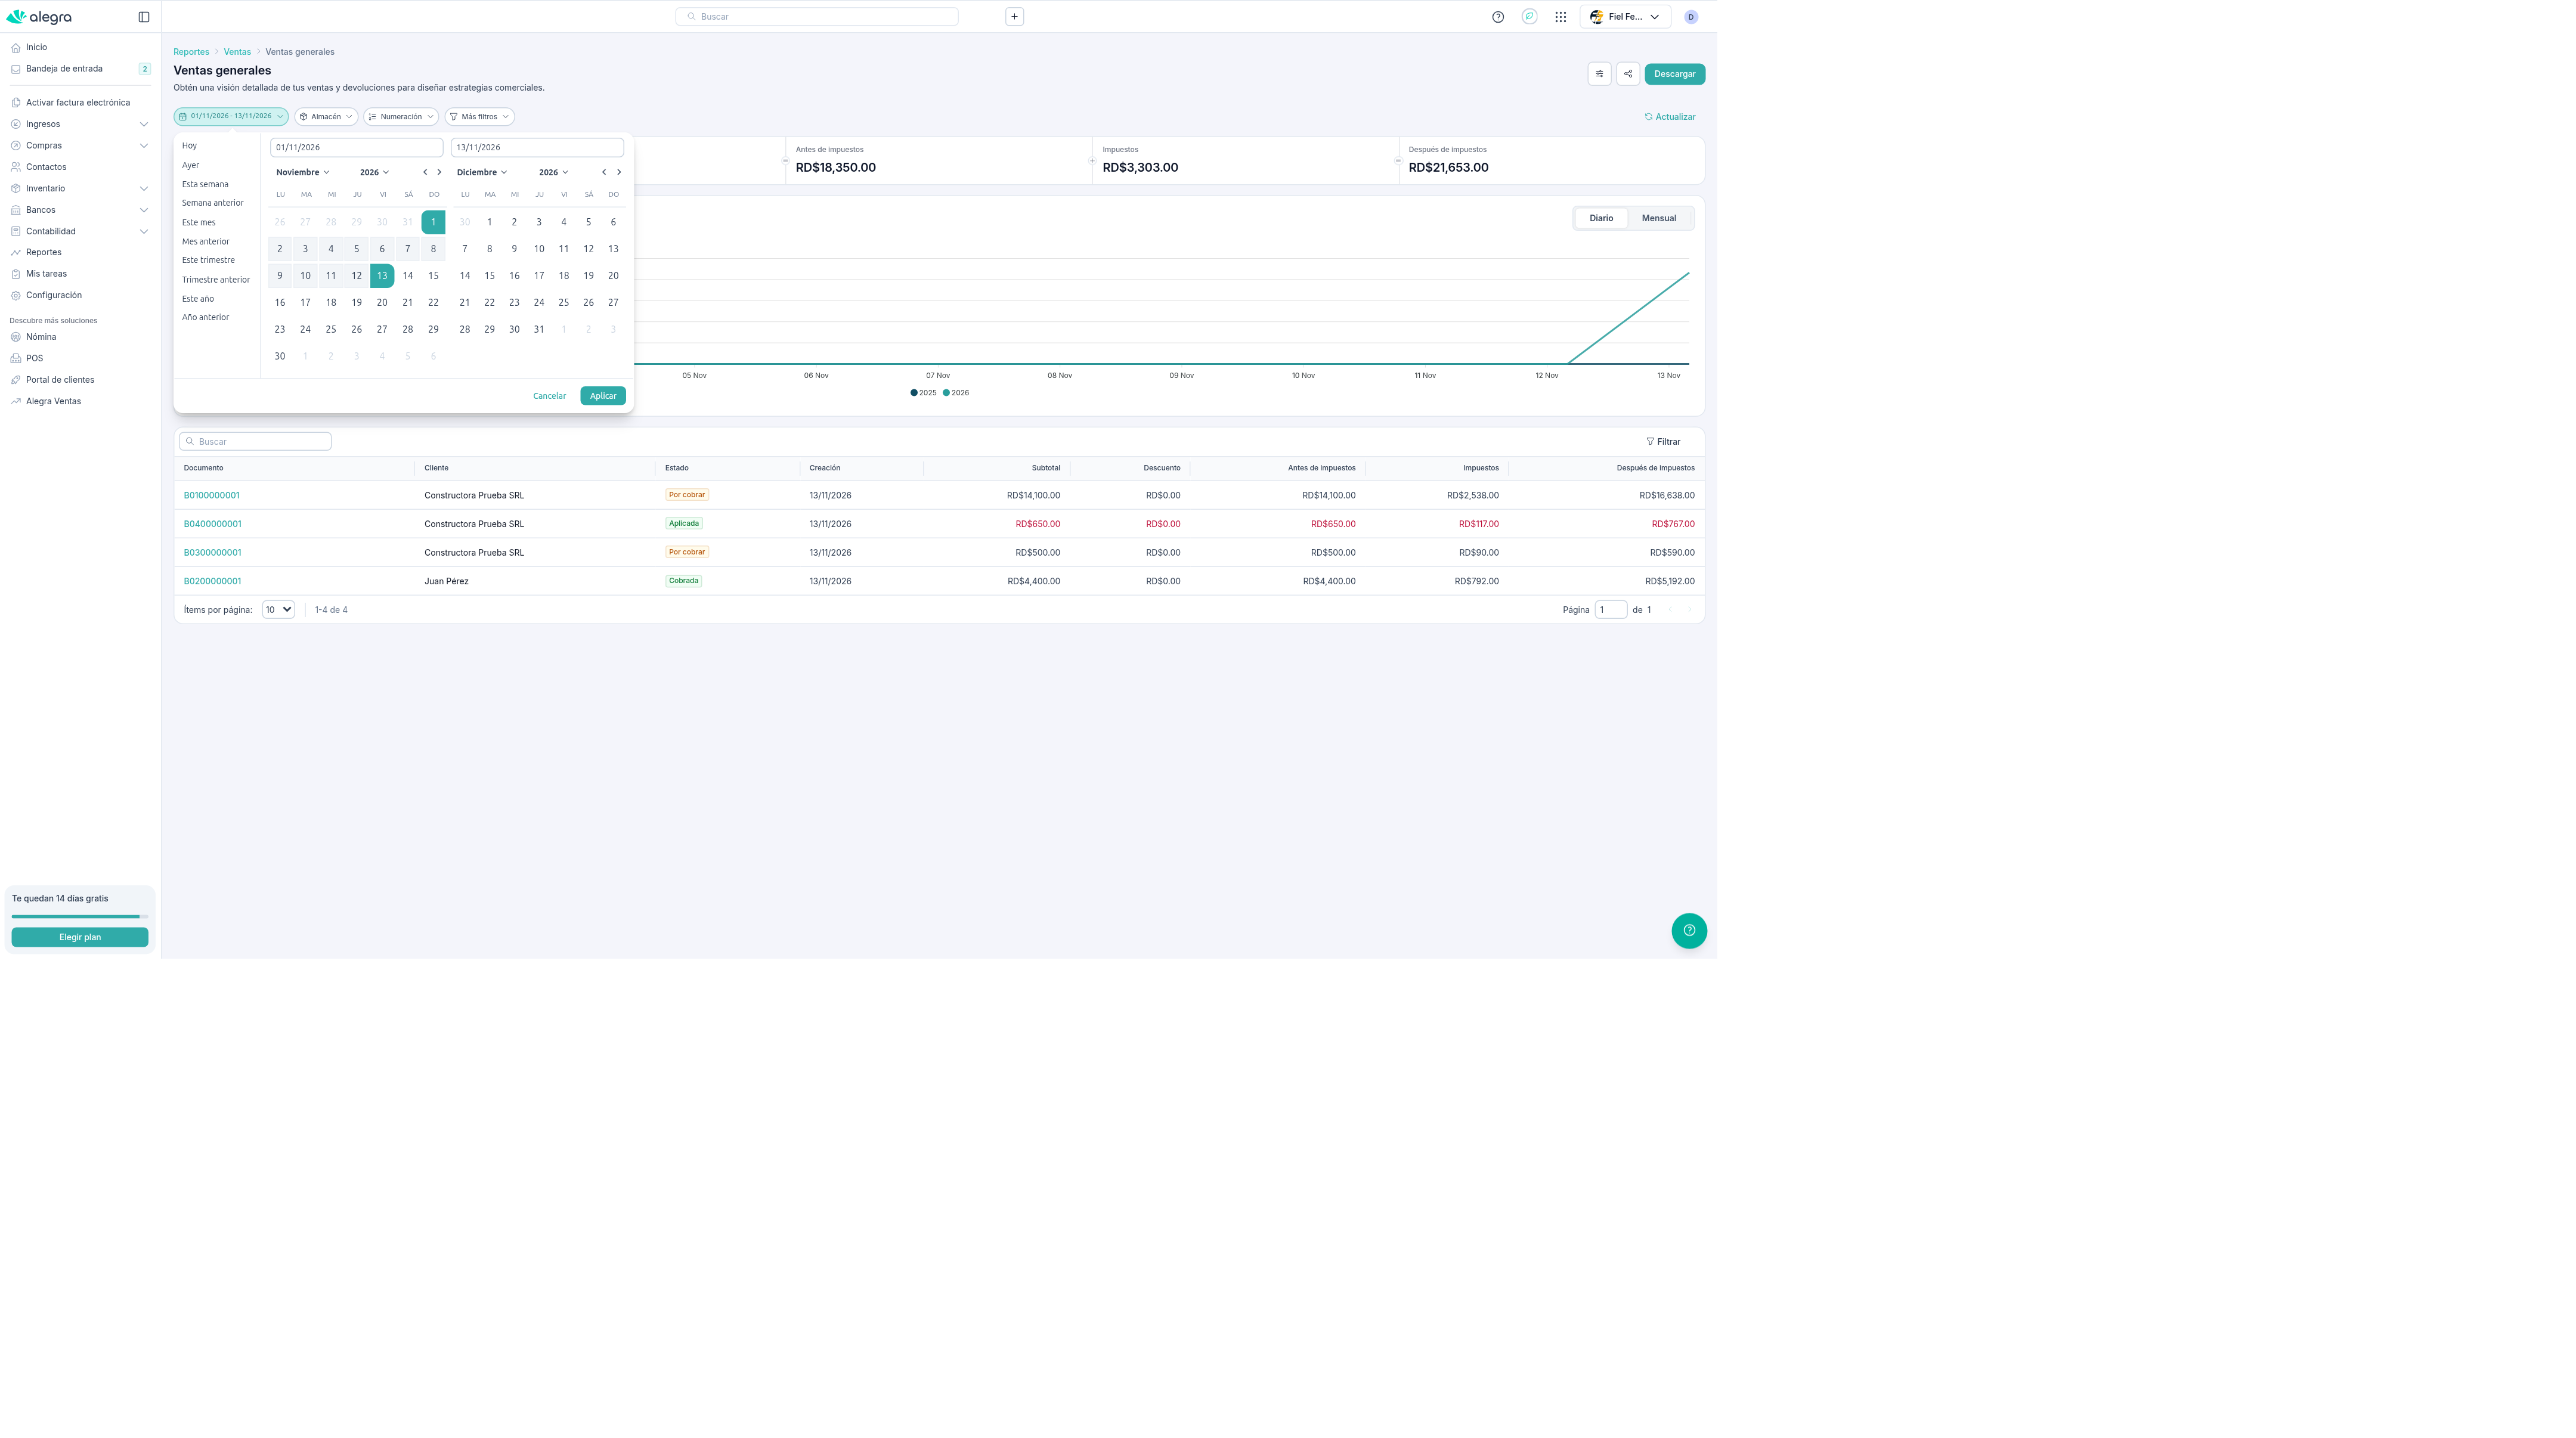 alegra
Buscar
Fiel Fe...
D
Inicio
Bandeja de entrada 2
Activar factura electrónica
Ingresos
Compras
Contactos
Inventario
Bancos
Contabilidad
Reportes
Mis tareas
Configuración
Descubre más soluciones
Nómina
POS
Portal de clientes
Alegra Ventas
Te quedan 14 días gratis
Elegir plan
Reportes > Ventas > Ventas generales
Ventas generales
Obtén una visión detallada de tus ventas y devoluciones para diseñar estrategias comerciales.
Descargar
01/11/2026 - 13/11/2026 Almacén Numeración Más filtros
Actualizar
Hoy
Ayer
Esta semana
Semana anterior
Este mes
Mes anterior
Este trimestre
Trimestre anterior
Este año
Año anterior
01/11/2026 13/11/2026
Noviembre 2026
LU MA MI JU VI SÁ DO
26 27 28 29 30 31 1
2 3 4 5 6 7 8
9 10 11 12 13 14 15
16 17 18 19 20 21 22
23 24 25 26 27 28 29
30 1 2 3 4 5 6
Diciembre 2026
LU MA MI JU VI SÁ DO
30 1 2 3 4 5 6
7 8 9 10 11 12 13
14 15 16 17 18 19 20
21 22 23 24 25 26 27
28 29 30 31 1 2 3
Cancelar Aplicar
Antes de impuestos
RD$18,350.00
Impuestos
RD$3,303.00
Después de impuestos
RD$21,653.00
Diario Mensual
05 Nov 06 Nov 07 Nov 08 Nov 09 Nov 10 Nov 11 Nov 12 Nov 13 Nov
2025 2026
Buscar
Filtrar
Documento Cliente Estado Creación Subtotal Descuento Antes de impuestos Impuestos Después de impuestos
B0100000001 Constructora Prueba SRL Por cobrar 13/11/2026 RD$14,100.00 RD$0.00 RD$14,100.00 RD$2,538.00 RD$16,638.00
B0400000001 Constructora Prueba SRL Aplicada 13/11/2026 RD$650.00 RD$0.00 RD$650.00 RD$117.00 RD$767.00
B0300000001 Constructora Prueba SRL Por cobrar 13/11/2026 RD$500.00 RD$0.00 RD$500.00 RD$90.00 RD$590.00
B0200000001 Juan Pérez Cobrada 13/11/2026 RD$4,400.00 RD$0.00 RD$4,400.00 RD$792.00 RD$5,192.00
Ítems por página: 10 1-4 de 4
Página 1 de 1